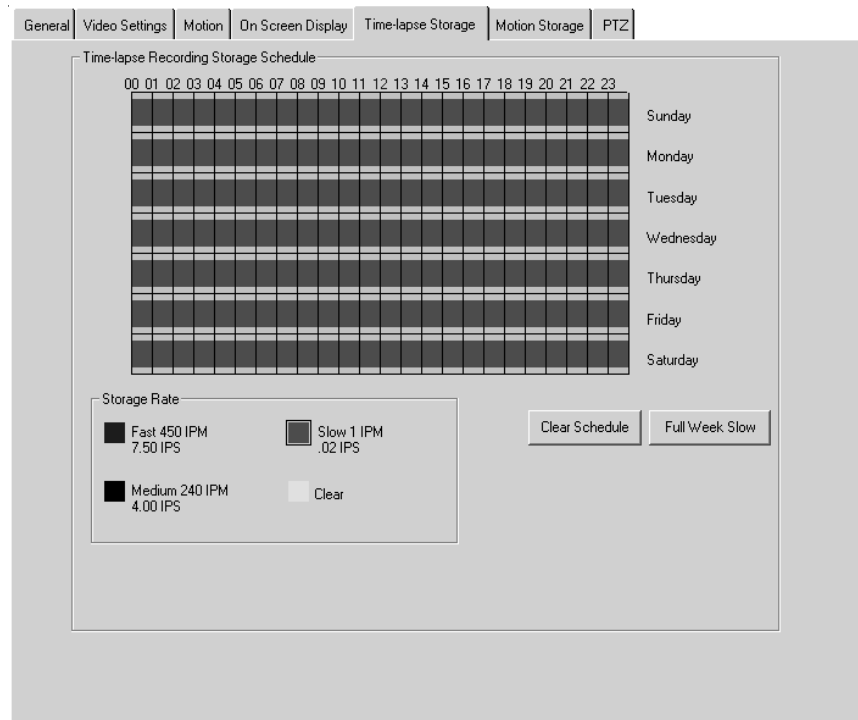 General Video Settings Motion On Screen Display Time-lapse Storage Motion Storage PTZ
Time-lapse Recording Storage Schedule
00 01 02 03 04 05 06 07 08 09 10 11 12 13 14 15 16 17 18 19 20 21 22 23
Sunday
Monday
Tuesday
Wednesday
Thursday
Friday
Saturday
Storage Rate
Fast 450 IPM
7.50 IPS
Slow 1 IPM
.02 IPS
Medium 240 IPM
4.00 IPS
Clear
Clear Schedule
Full Week Slow